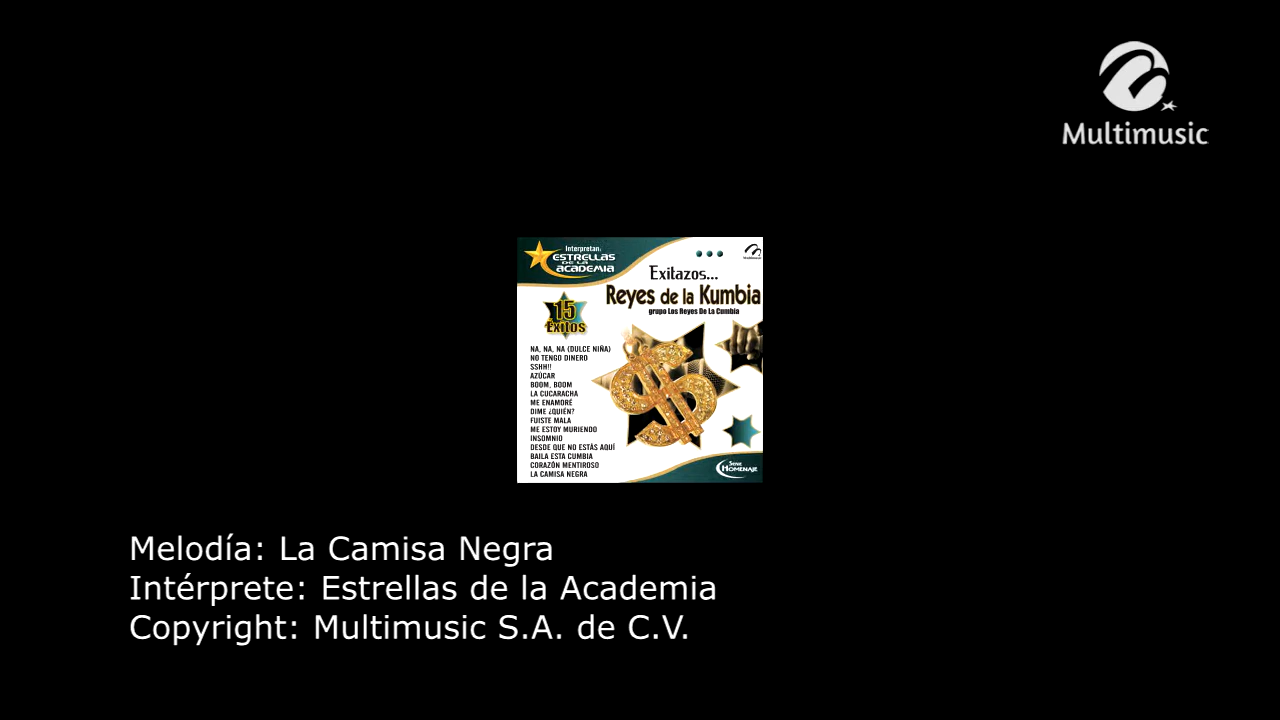 Multimusic
Interpretan:
ESTRELLAS
DE LA
ACADEMIA
Multimusic
Exitazos...
Reyes de la Kumbia
grupo Los Reyes De La Cumbia
15
Éxitos
NA, NA, NA (DULCE NIÑA)
NO TENGO DINERO
SSHH!!
AZÚCAR
BOOM, BOOM
LA CUCARACHA
ME ENAMORÉ
DIME ¿QUIÉN?
FUISTE MALA
ME ESTOY MURIENDO
INSOMNIO
DESDE QUE NO ESTÁS AQUÍ
BAILA ESTA CUMBIA
CORAZÓN MENTIROSO
LA CAMISA NEGRA
Serie
HOMENAJE
Melodía: La Camisa Negra
Intérprete: Estrellas de la Academia
Copyright: Multimusic S.A. de C.V.